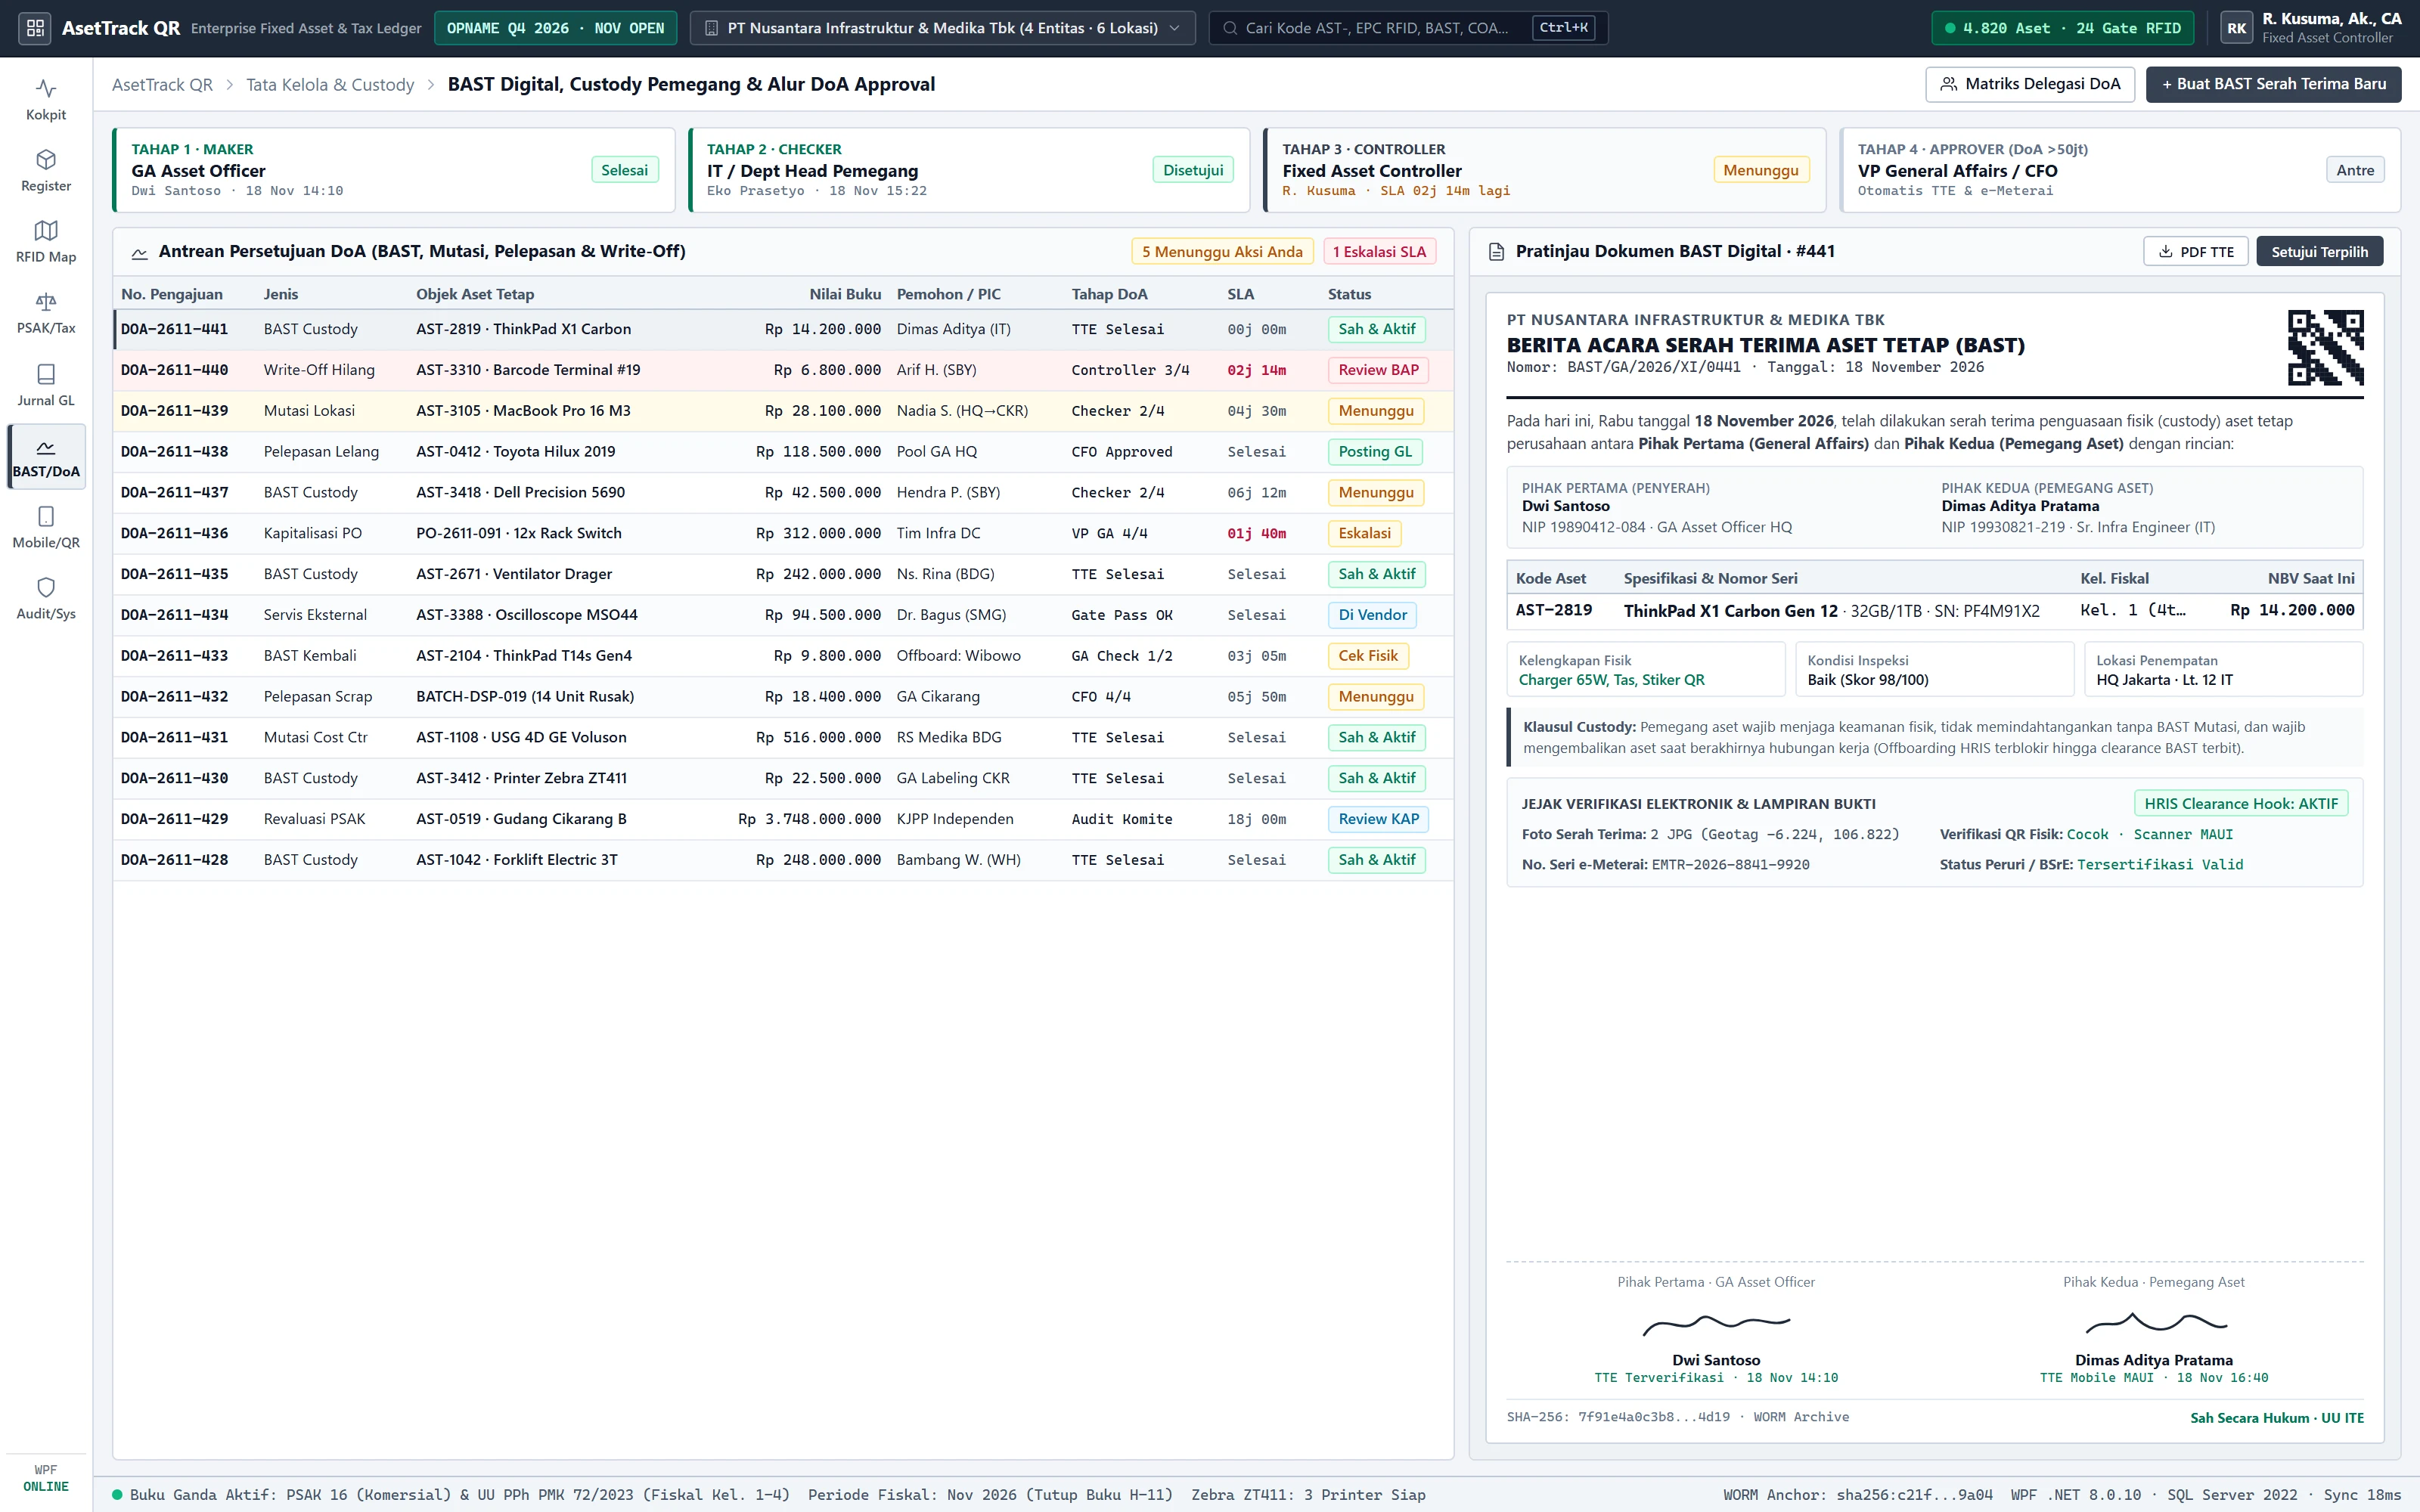 AsetTrack QR Enterprise Fixed Asset & Tax Ledger OPNAME Q4 2026 · NOV OPEN PT Nusantara Infrastruktur & Medika Tbk (4 Entitas · 6 Lokasi) Cari Kode AST-, EPC RFID, BAST, COA... Ctrl+K 4.820 Aset · 24 Gate RFID RK R. Kusuma, Ak., CA
Fixed Asset Controller
Kokpit
Register
RFID Map
PSAK/Tax
Jurnal GL
BAST/DoA
Mobile/QR
Audit/Sys
WPF
ONLINE
AsetTrack QR > Tata Kelola & Custody > BAST Digital, Custody Pemegang & Alur DoA Approval Matriks Delegasi DoA + Buat BAST Serah Terima Baru
TAHAP 1 · MAKER
GA Asset Officer
Dwi Santoso · 18 Nov 14:10
Selesai
TAHAP 2 · CHECKER
IT / Dept Head Pemegang
Eko Prasetyo · 18 Nov 15:22
Disetujui
TAHAP 3 · CONTROLLER
Fixed Asset Controller
R. Kusuma · SLA 02j 14m lagi
Menunggu
TAHAP 4 · APPROVER (DoA >50jt)
VP General Affairs / CFO
Otomatis TTE & e-Meterai
Antre
Antrean Persetujuan DoA (BAST, Mutasi, Pelepasan & Write-Off) 5 Menunggu Aksi Anda 1 Eskalasi SLA
No. Pengajuan Jenis Objek Aset Tetap Nilai Buku Pemohon / PIC Tahap DoA SLA Status
DOA-2611-441 BAST Custody AST-2819 · ThinkPad X1 Carbon Rp 14.200.000 Dimas Aditya (IT) TTE Selesai 00j 00m Sah & Aktif
DOA-2611-440 Write-Off Hilang AST-3310 · Barcode Terminal #19 Rp 6.800.000 Arif H. (SBY) Controller 3/4 02j 14m Review BAP
DOA-2611-439 Mutasi Lokasi AST-3105 · MacBook Pro 16 M3 Rp 28.100.000 Nadia S. (HQ→CKR) Checker 2/4 04j 30m Menunggu
DOA-2611-438 Pelepasan Lelang AST-0412 · Toyota Hilux 2019 Rp 118.500.000 Pool GA HQ CFO Approved Selesai Posting GL
DOA-2611-437 BAST Custody AST-3418 · Dell Precision 5690 Rp 42.500.000 Hendra P. (SBY) Checker 2/4 06j 12m Menunggu
DOA-2611-436 Kapitalisasi PO PO-2611-091 · 12x Rack Switch Rp 312.000.000 Tim Infra DC VP GA 4/4 01j 40m Eskalasi
DOA-2611-435 BAST Custody AST-2671 · Ventilator Drager Rp 242.000.000 Ns. Rina (BDG) TTE Selesai Selesai Sah & Aktif
DOA-2611-434 Servis Eksternal AST-3388 · Oscilloscope MSO44 Rp 94.500.000 Dr. Bagus (SMG) Gate Pass OK Selesai Di Vendor
DOA-2611-433 BAST Kembali AST-2104 · ThinkPad T14s Gen4 Rp 9.800.000 Offboard: Wibowo GA Check 1/2 03j 05m Cek Fisik
DOA-2611-432 Pelepasan Scrap BATCH-DSP-019 (14 Unit Rusak) Rp 18.400.000 GA Cikarang CFO 4/4 05j 50m Menunggu
DOA-2611-431 Mutasi Cost Ctr AST-1108 · USG 4D GE Voluson Rp 516.000.000 RS Medika BDG TTE Selesai Selesai Sah & Aktif
DOA-2611-430 BAST Custody AST-3412 · Printer Zebra ZT411 Rp 22.500.000 GA Labeling CKR TTE Selesai Selesai Sah & Aktif
DOA-2611-429 Revaluasi PSAK AST-0519 · Gudang Cikarang B Rp 3.748.000.000 KJPP Independen Audit Komite 18j 00m Review KAP
DOA-2611-428 BAST Custody AST-1042 · Forklift Electric 3T Rp 248.000.000 Bambang W. (WH) TTE Selesai Selesai Sah & Aktif
Pratinjau Dokumen BAST Digital · #441 PDF TTE Setujui Terpilih
PT NUSANTARA INFRASTRUKTUR & MEDIKA TBK
BERITA ACARA SERAH TERIMA ASET TETAP (BAST)
Nomor: BAST/GA/2026/XI/0441 · Tanggal: 18 November 2026
Pada hari ini, Rabu tanggal 18 November 2026, telah dilakukan serah terima penguasaan fisik (custody) aset tetap
perusahaan antara Pihak Pertama (General Affairs) dan Pihak Kedua (Pemegang Aset) dengan rincian:
PIHAK PERTAMA (PENYERAH)
Dwi Santoso
NIP 19890412-084 · GA Asset Officer HQ
PIHAK KEDUA (PEMEGANG ASET)
Dimas Aditya Pratama
NIP 19930821-219 · Sr. Infra Engineer (IT)
Kode Aset Spesifikasi & Nomor Seri Kel. Fiskal NBV Saat Ini
AST-2819 ThinkPad X1 Carbon Gen 12 · 32GB/1TB · SN: PF4M91X2 Kel. 1 (4t… Rp 14.200.000
Kelengkapan Fisik
Charger 65W, Tas, Stiker QR
Kondisi Inspeksi
Baik (Skor 98/100)
Lokasi Penempatan
HQ Jakarta · Lt. 12 IT
Klausul Custody: Pemegang aset wajib menjaga keamanan fisik, tidak memindahtangankan tanpa BAST Mutasi, dan wajib
mengembalikan aset saat berakhirnya hubungan kerja (Offboarding HRIS terblokir hingga clearance BAST terbit).
JEJAK VERIFIKASI ELEKTRONIK & LAMPIRAN BUKTI HRIS Clearance Hook: AKTIF
Foto Serah Terima: 2 JPG (Geotag -6.224, 106.822) Verifikasi QR Fisik: Cocok · Scanner MAUI
No. Seri e-Meterai: EMTR-2026-8841-9920 Status Peruri / BSrE: Tersertifikasi Valid
Pihak Pertama · GA Asset Officer
Dwi Santoso
TTE Terverifikasi · 18 Nov 14:10
Pihak Kedua · Pemegang Aset
Dimas Aditya Pratama
TTE Mobile MAUI · 18 Nov 16:40
SHA-256: 7f91e4a0c3b8...4d19 · WORM Archive Sah Secara Hukum · UU ITE
Buku Ganda Aktif: PSAK 16 (Komersial) & UU PPh PMK 72/2023 (Fiskal Kel. 1-4) Periode Fiskal: Nov 2026 (Tutup Buku H-11) Zebra ZT411: 3 Printer Siap WORM Anchor: sha256:c21f...9a04 WPF .NET 8.0.10 · SQL Server 2022 · Sync 18ms